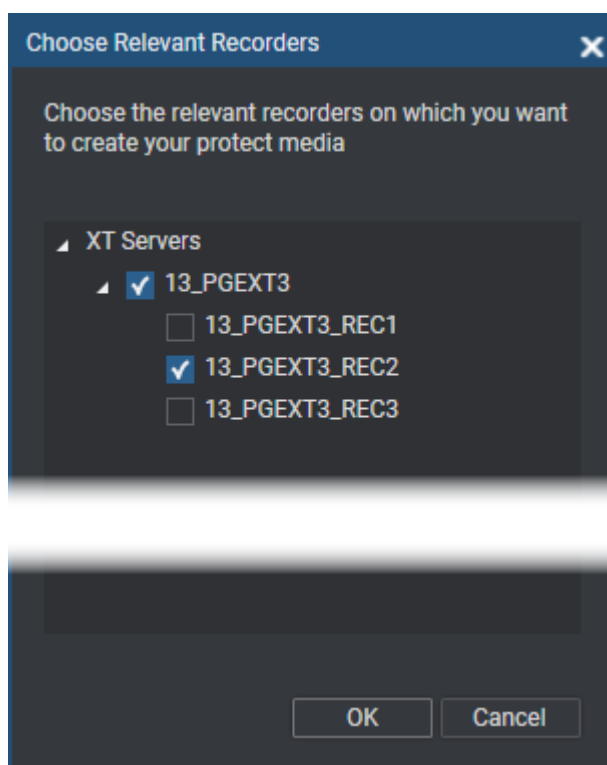 Choose Relevant Recorders
Choose the relevant recorders on which you want
to create your protect media
XT Servers
13_PGEXT3
13_PGEXT3_REC1
13_PGEXT3_REC2
13_PGEXT3_REC3
OK
Cancel